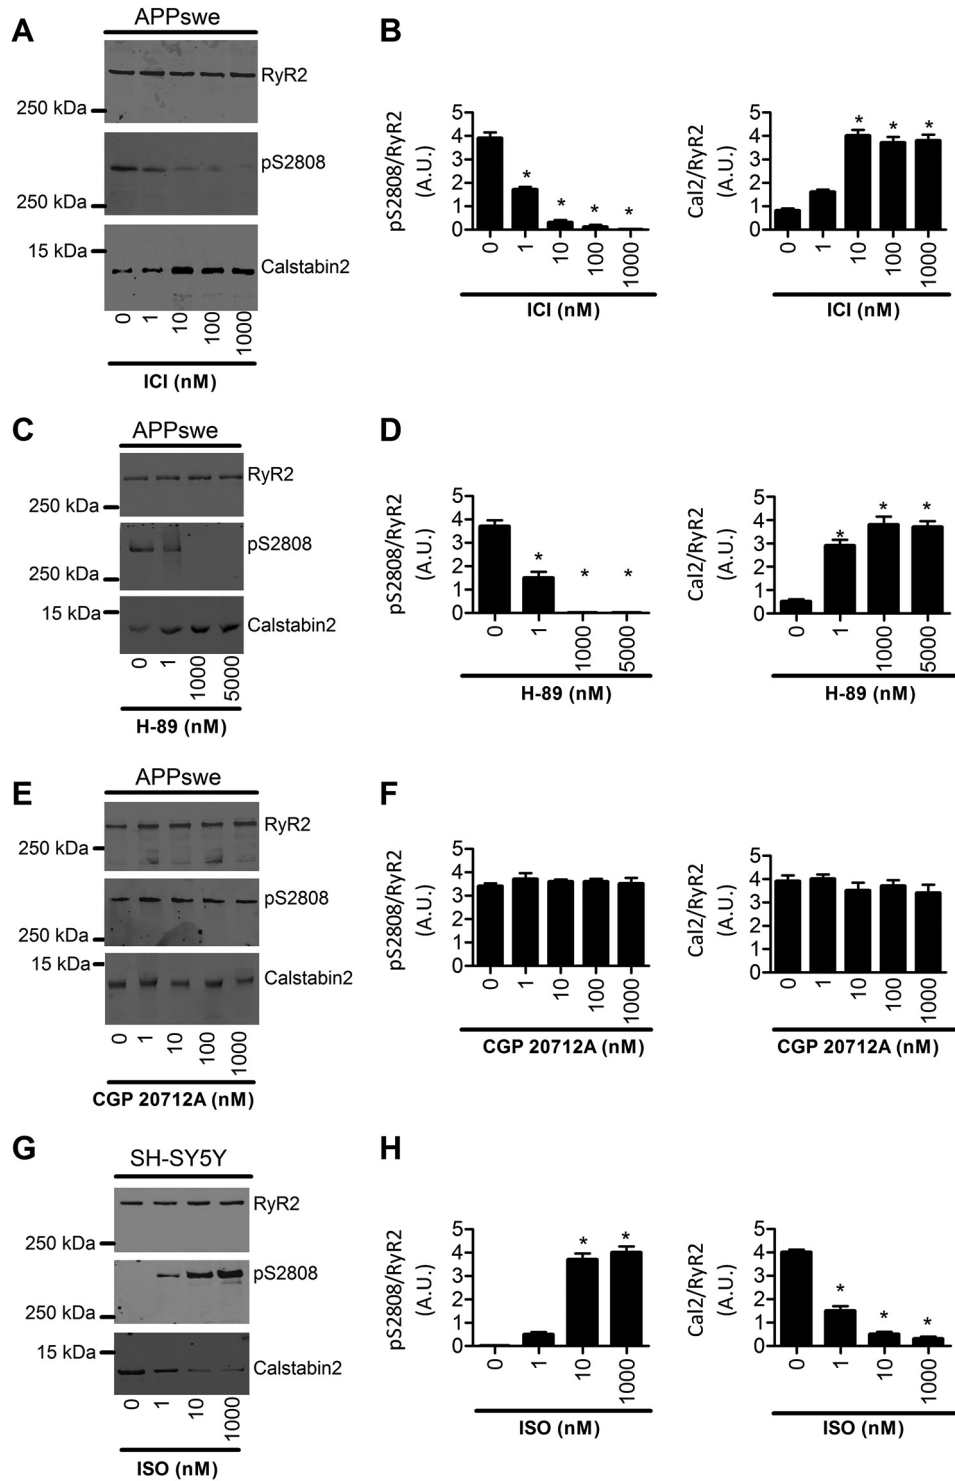 A
APPswe
RyR2
250 kDa
pS2808
250 kDa
15 kDa
Calstabin2
0 1 10 100 1000
ICI (nM)
B
pS2808/RyR2
(A.U.)
5
4
3
2
1
0
* * * *
0 1 10 100 1000
ICI (nM)
Cal2/RyR2
(A.U.)
5
4
3
2
1
0
* * *
0 1 10 100 1000
ICI (nM)
C
APPswe
RyR2
250 kDa
pS2808
250 kDa
15 kDa
Calstabin2
0 1 1000 5000
H-89 (nM)
D
pS2808/RyR2
(A.U.)
5
4
3
2
1
0
* * *
0 1 1000 5000
H-89 (nM)
Cal2/RyR2
(A.U.)
5
4
3
2
1
0
* * *
0 1 1000 5000
H-89 (nM)
E
APPswe
RyR2
250 kDa
pS2808
250 kDa
15 kDa
Calstabin2
0 1 10 100 1000
CGP 20712A (nM)
F
pS2808/RyR2
(A.U.)
5
4
3
2
1
0
0 1 10 100 1000
CGP 20712A (nM)
Cal2/RyR2
(A.U.)
5
4
3
2
1
0
0 1 10 100 1000
CGP 20712A (nM)
G
SH-SY5Y
RyR2
250 kDa
pS2808
250 kDa
15 kDa
Calstabin2
0 1 10 1000
ISO (nM)
H
pS2808/RyR2
(A.U.)
5
4
3
2
1
0
* *
0 1 10 1000
ISO (nM)
Cal2/RyR2
(A.U.)
5
4
3
2
1
0
* * *
0 1 10 1000
ISO (nM)